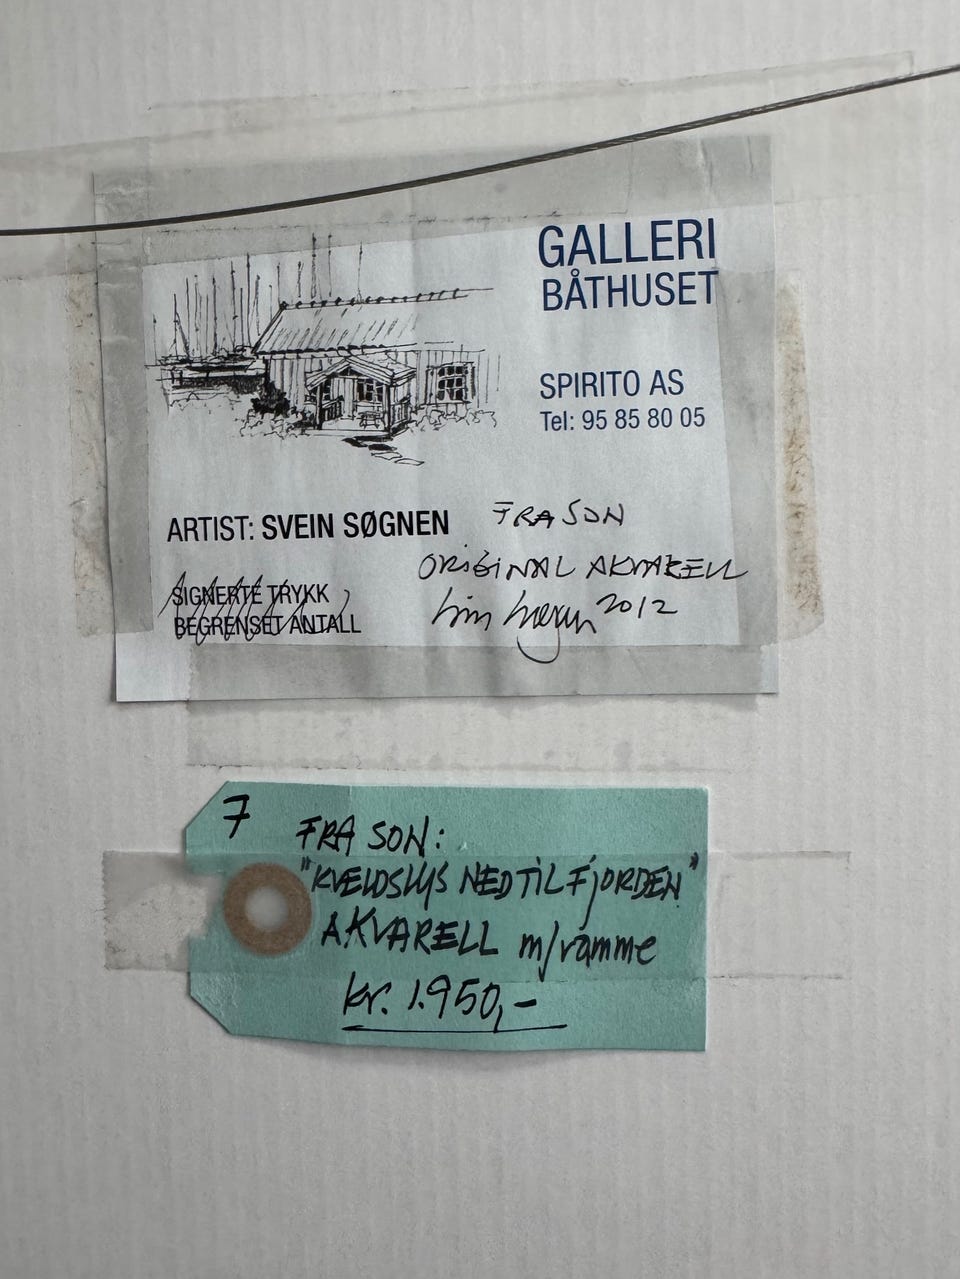 GALLERI
BÅTHUSET
SPIRITO AS
Tel: 95 85 80 05
ARTIST: SVEIN SØGNEN FRA SON
ORIGINAL AKVARELL
SIGNERTE TRYKK
BEGRENSET ANTALL
2012
7
FRA SON:
"KVELDSLYS NED TIL FJORDEN"
AKVARELL m/ramme
kr. 1.950,-